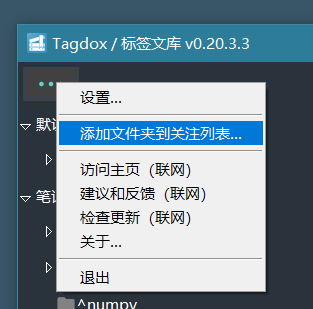 Tagdox / 标签文库 v0.20.3.3
•••
设置...
默
添加文件夹到关注列表...
访问主页（联网）
笔
建议和反馈（联网）
检查更新（联网）
关于...
退出
^numpy